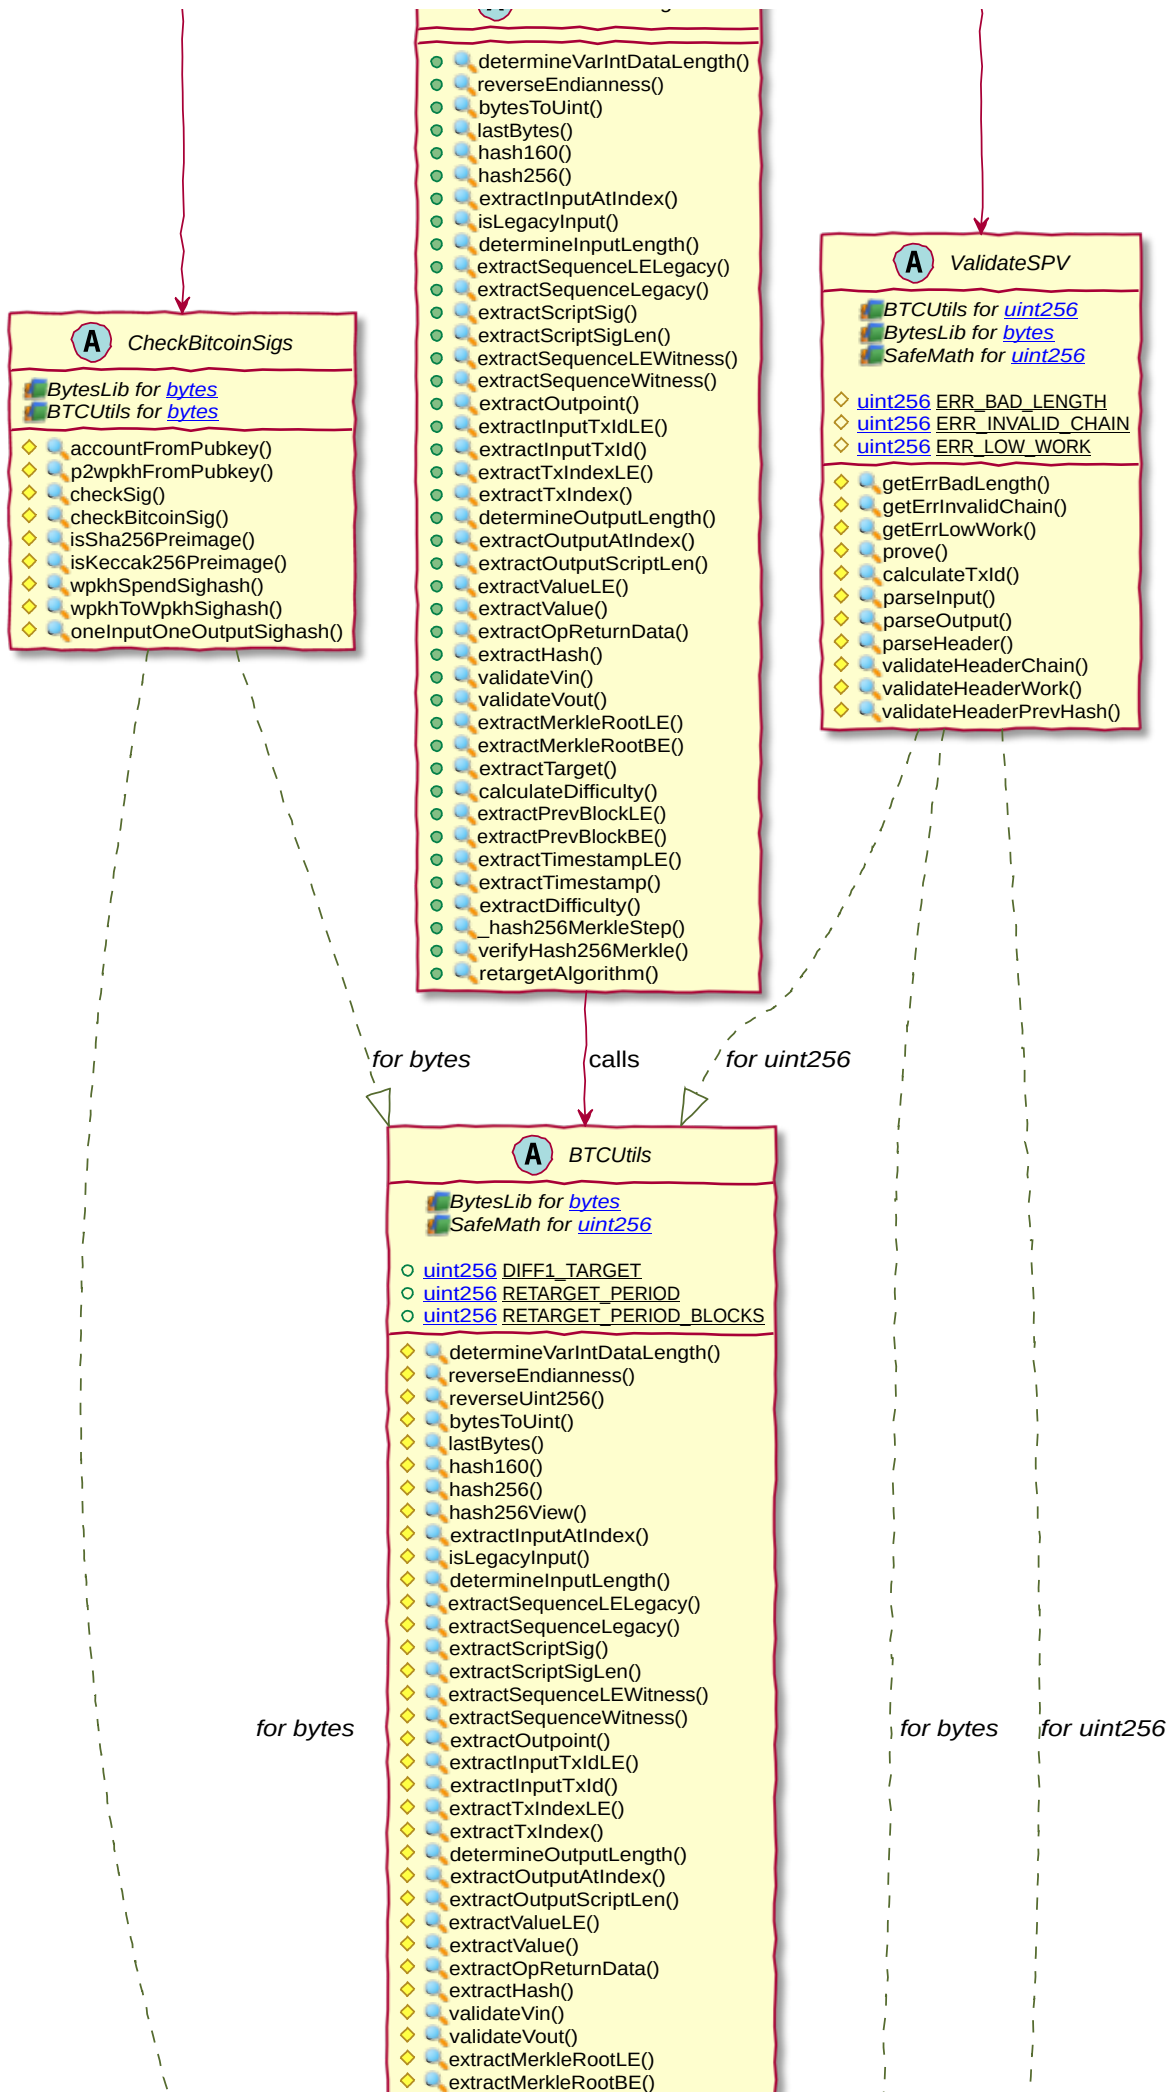 determineVarIntDataLength()
reverseEndianness()
bytesToUint()
lastBytes()
hash160()
hash256()
extractInputAtIndex()
isLegacyInput()
determineInputLength()
extractSequenceLELegacy()
extractSequenceLegacy()
extractScriptSig()
extractScriptSigLen()
extractSequenceLEWitness()
extractSequenceWitness()
extractOutpoint()
extractInputTxIdLE()
extractInputTxId()
extractTxIndexLE()
extractTxIndex()
determineOutputLength()
extractOutputAtIndex()
extractOutputScriptLen()
extractValueLE()
extractValue()
extractOpReturnData()
extractHash()
validateVin()
validateVout()
extractMerkleRootLE()
extractMerkleRootBE()
extractTarget()
calculateDifficulty()
extractPrevBlockLE()
extractPrevBlockBE()
extractTimestampLE()
extractTimestamp()
extractDifficulty()
_hash256MerkleStep()
verifyHash256Merkle()
retargetAlgorithm()
A ValidateSPV
BTCUtils for uint256
BytesLib for bytes
SafeMath for uint256
uint256 ERR_BAD_LENGTH
uint256 ERR_INVALID_CHAIN
uint256 ERR_LOW_WORK
getErrBadLength()
getErrInvalidChain()
getErrLowWork()
prove()
calculateTxId()
parseInput()
parseOutput()
parseHeader()
validateHeaderChain()
validateHeaderWork()
validateHeaderPrevHash()
A CheckBitcoinSigs
BytesLib for bytes
BTCUtils for bytes
accountFromPubkey()
p2wpkhFromPubkey()
checkSig()
checkBitcoinSig()
isSha256Preimage()
isKeccak256Preimage()
wpkhSpendSighash()
wpkhToWpkhSighash()
oneInputOneOutputSighash()
for bytes
calls
for uint256
A BTCUtils
BytesLib for bytes
SafeMath for uint256
uint256 DIFF1_TARGET
uint256 RETARGET_PERIOD
uint256 RETARGET_PERIOD_BLOCKS
determineVarIntDataLength()
reverseEndianness()
reverseUint256()
bytesToUint()
lastBytes()
hash160()
hash256()
hash256View()
extractInputAtIndex()
isLegacyInput()
determineInputLength()
extractSequenceLELegacy()
extractSequenceLegacy()
extractScriptSig()
extractScriptSigLen()
extractSequenceLEWitness()
extractSequenceWitness()
extractOutpoint()
extractInputTxIdLE()
extractInputTxId()
extractTxIndexLE()
extractTxIndex()
determineOutputLength()
extractOutputAtIndex()
extractOutputScriptLen()
extractValueLE()
extractValue()
extractOpReturnData()
extractHash()
validateVin()
validateVout()
extractMerkleRootLE()
extractMerkleRootBE()
for bytes
for bytes
for uint256